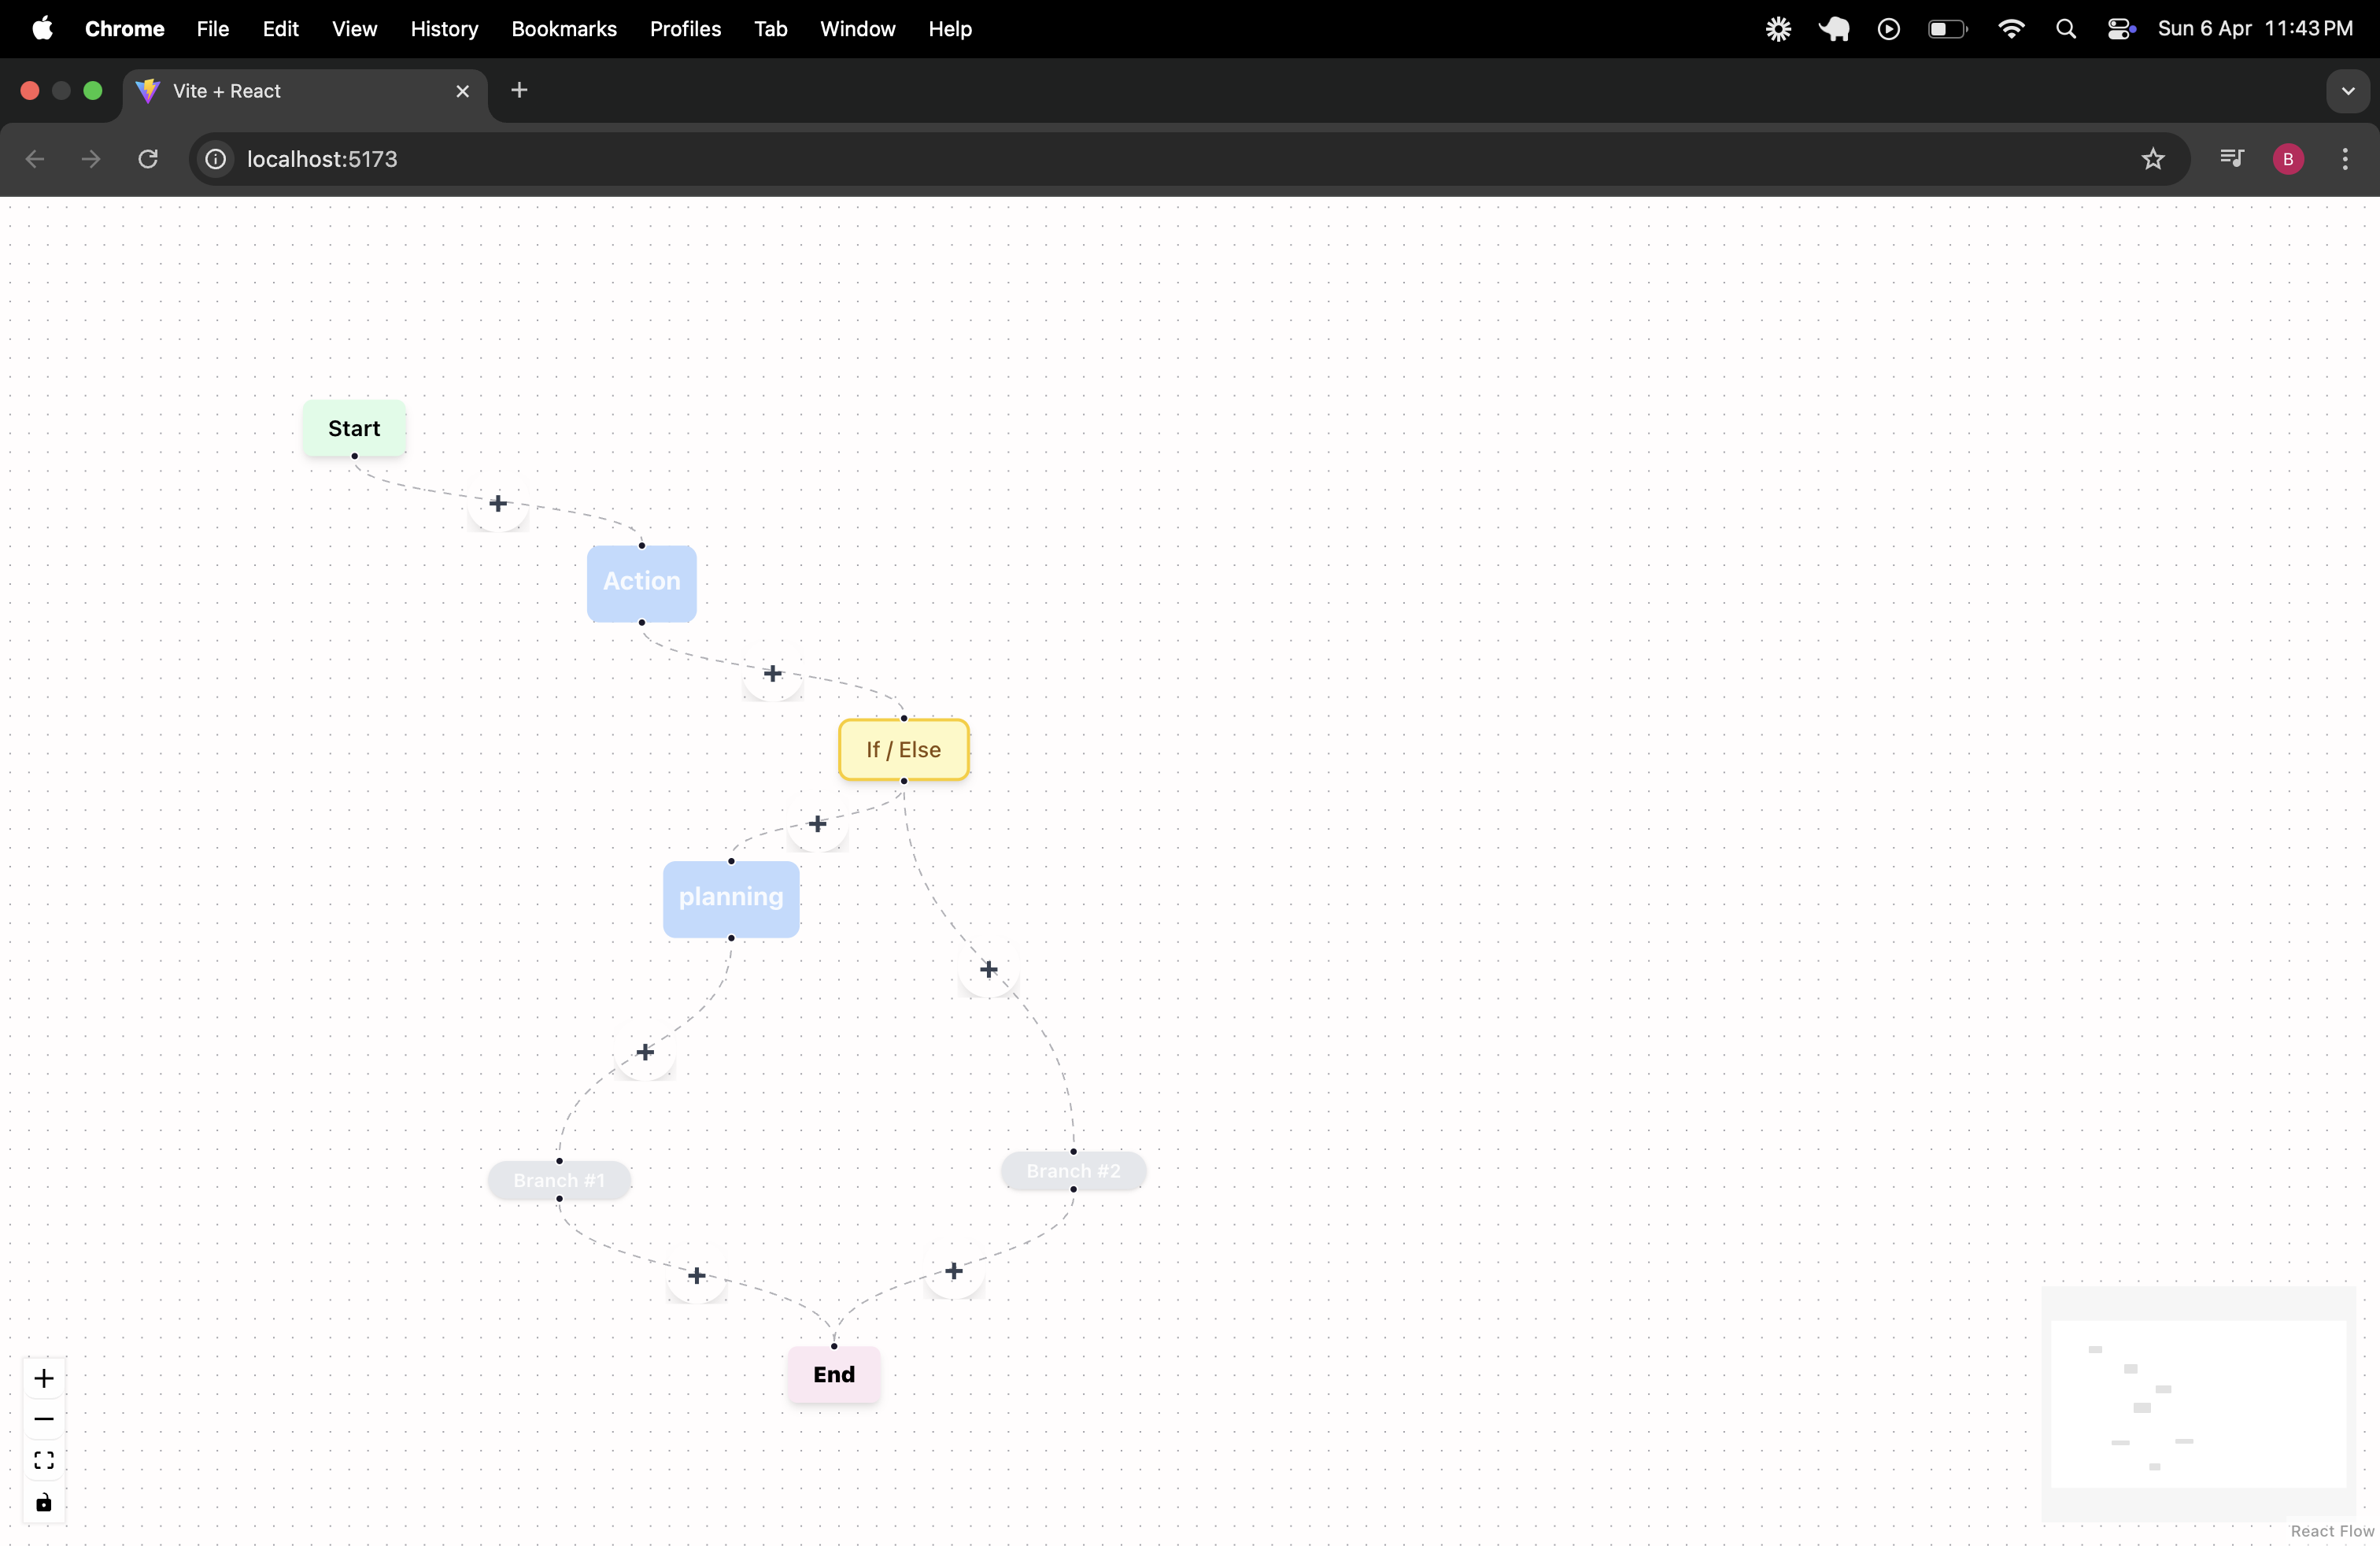 Chrome File Edit View History Bookmarks Profiles Tab Window Help Sun 6 Apr 11:43 PM
Vite + React
localhost:5173
B
Start
Action
If / Else
planning
Branch #2
Branch #1
End
React Flow